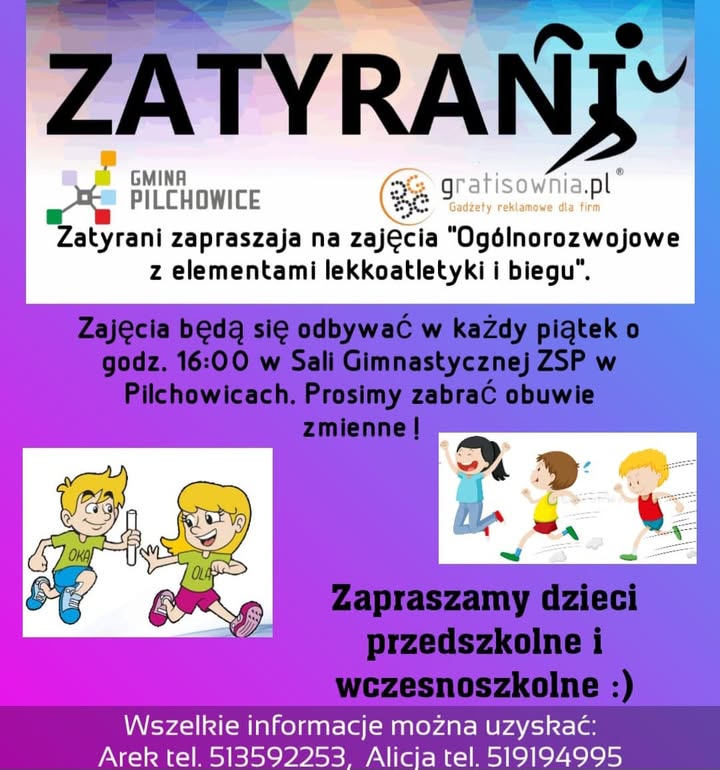 ZATYRANI
GMINA
PILCHOWICE
gratisownia.pl®
Gadżety reklamowe dla firm
Zatyrani zapraszaja na zajęcia "Ogólnorozwojowe
z elementami lekkoatletyki i biegu".
Zajęcia będą się odbywać w każdy piątek o
godz. 16:00 w Sali Gimnastycznej ZSP w
Pilchowicach. Prosimy zabrać obuwie
zmienne !
OKA
OLA
Zapraszamy dzieci
przedszkolne i
wczesnoszkolne :)
Wszelkie informacje można uzyskać:
Arek tel. 513592253, Alicja tel. 519194995